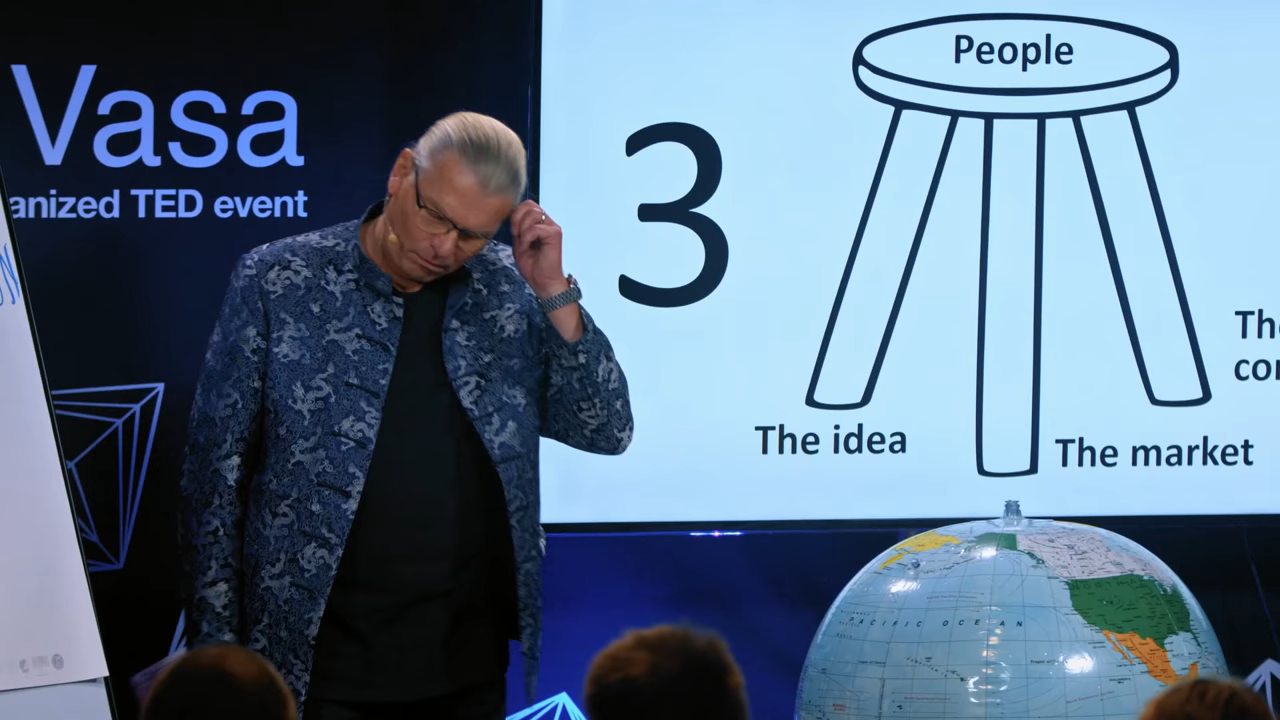 Vasa
anized TED event
3
People
The idea
The market
PACIFIC OCEAN